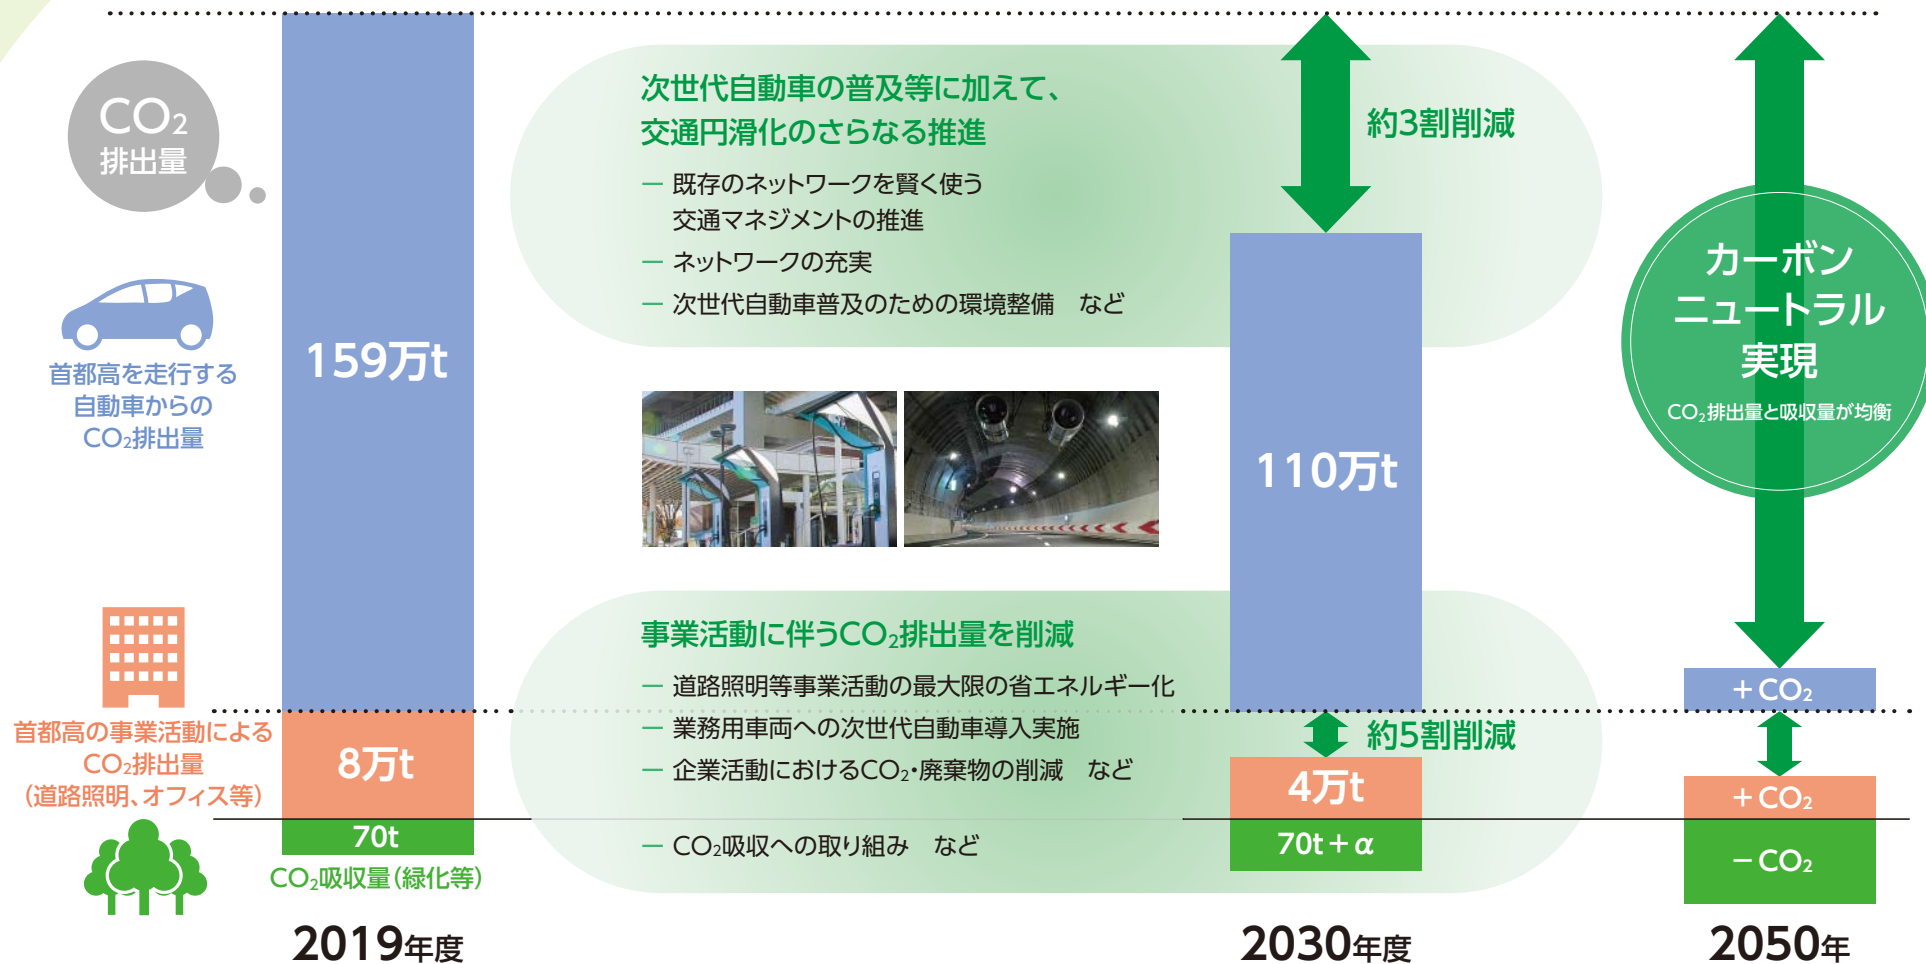 CO₂
排出量
首都高を走行する
自動車からの
CO₂排出量
首都高の事業活動による
CO₂排出量
（道路照明、オフィス等）
159万t
8万t
70t
CO₂吸収量（緑化等）
2019年度
次世代自動車の普及等に加えて、
交通円滑化のさらなる推進
― 既存のネットワークを賢く使う
交通マネジメントの推進
― ネットワークの充実
― 次世代自動車普及のための環境整備　など
事業活動に伴うCO₂排出量を削減
― 道路照明等事業活動の最大限の省エネルギー化
― 業務用車両への次世代自動車導入実施
― 企業活動におけるCO₂・廃棄物の削減　など
― CO₂吸収への取り組み　など
約3割削減
110万t
約5割削減
4万t
70t＋α
2030年度
カーボン
ニュートラル
実現
CO₂排出量と吸収量が均衡
＋CO₂
＋CO₂
－CO₂
2050年